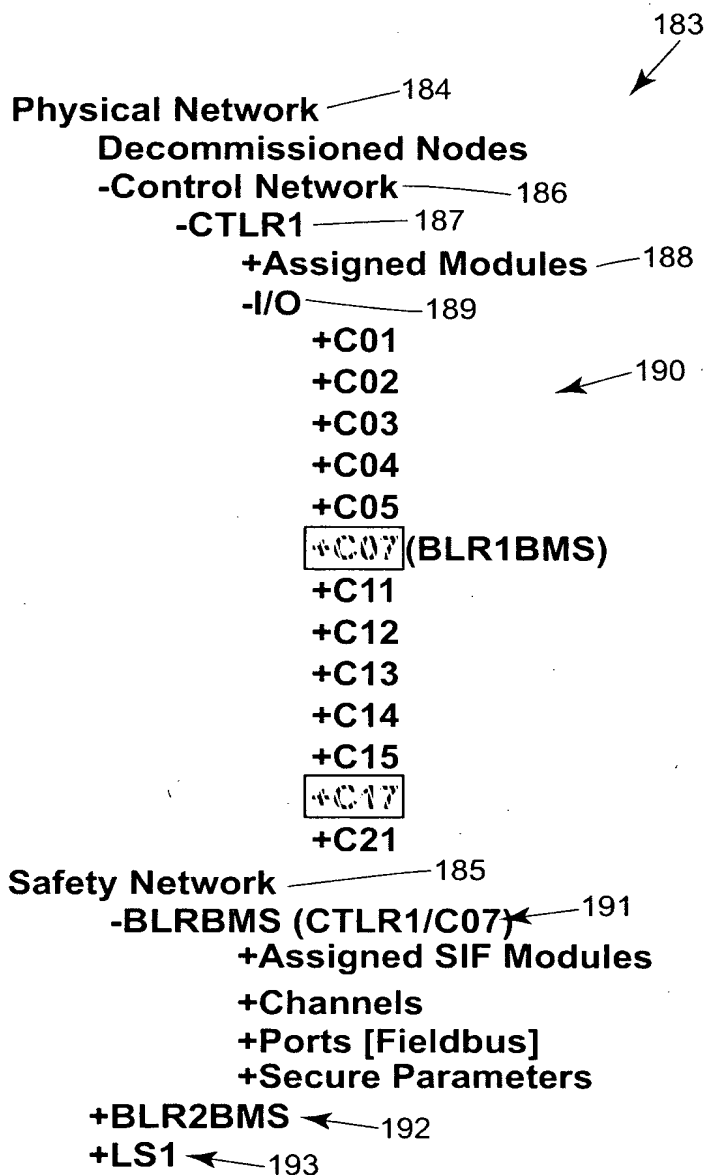 183
Physical Network 184
Decommissioned Nodes
-Control Network 186
-CTLR1 187
+Assigned Modules 188
-I/O 189
+C01
+C02 190
+C03
+C04
+C05
+C07 (BLR1BMS)
+C11
+C12
+C13
+C14
+C15
+C17
+C21
Safety Network 185
-BLRBMS (CTLR1/C07) 191
+Assigned SIF Modules
+Channels
+Ports [Fieldbus]
+Secure Parameters
+BLR2BMS 192
+LS1 193